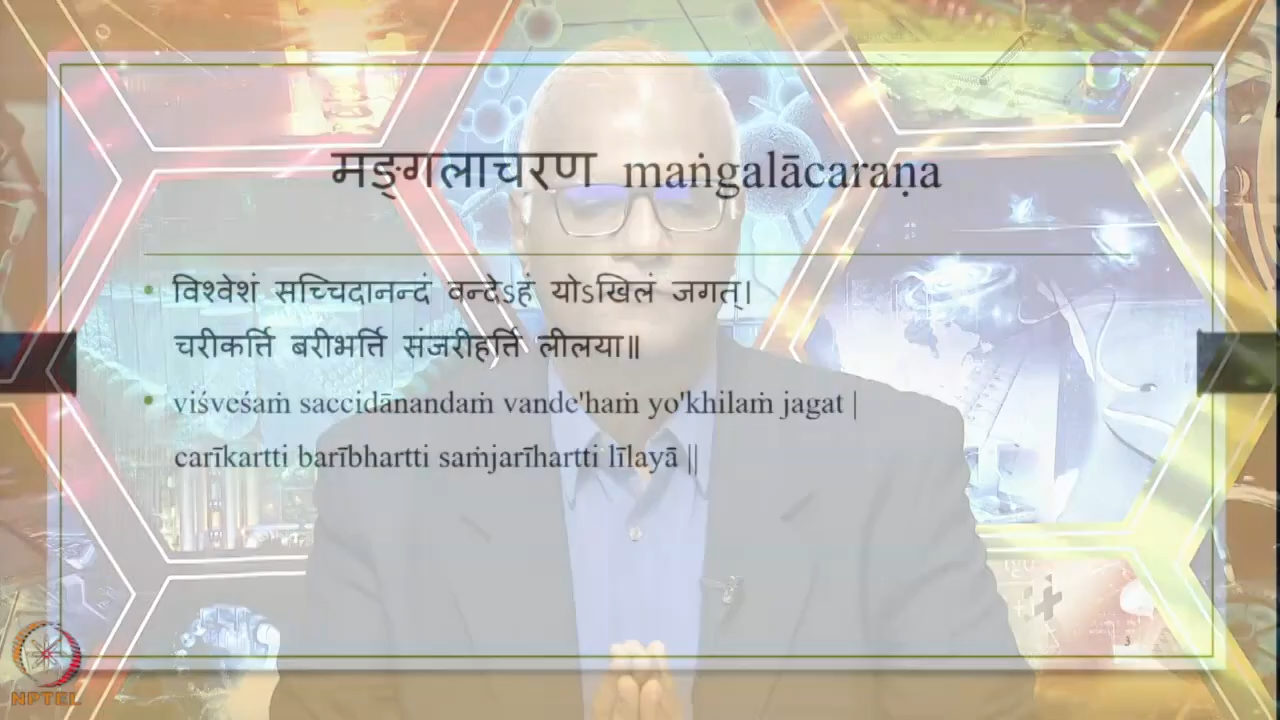 मङ्गलाचरण maṅgalācaraṇa
• विश्वेशं सच्चिदानन्दं वन्देऽहं योऽखिलं जगत्।
चरीकर्त्ति बरीभर्त्ति संजरीहर्त्ति लीलया॥
• viśveśaṁ saccidānandaṁ vande'haṁ yo'khilaṁ jagat |
carīkartti barībhartti saṁjarīhartti līlayā ||
3
NPTEL